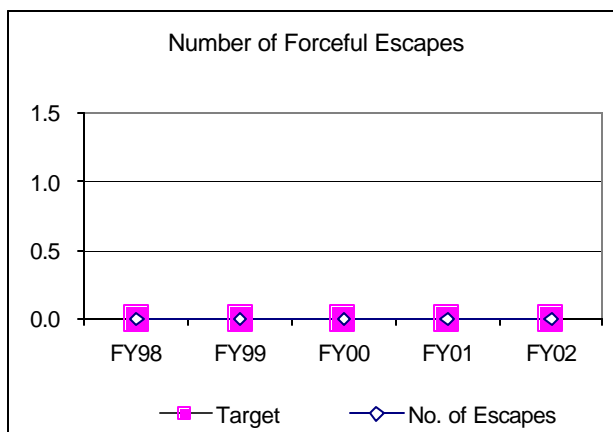 Number of Forceful Escapes
1.5
1.0
0.5
0.0
FY98 FY99 FY00 FY01 FY02
Target No. of Escapes